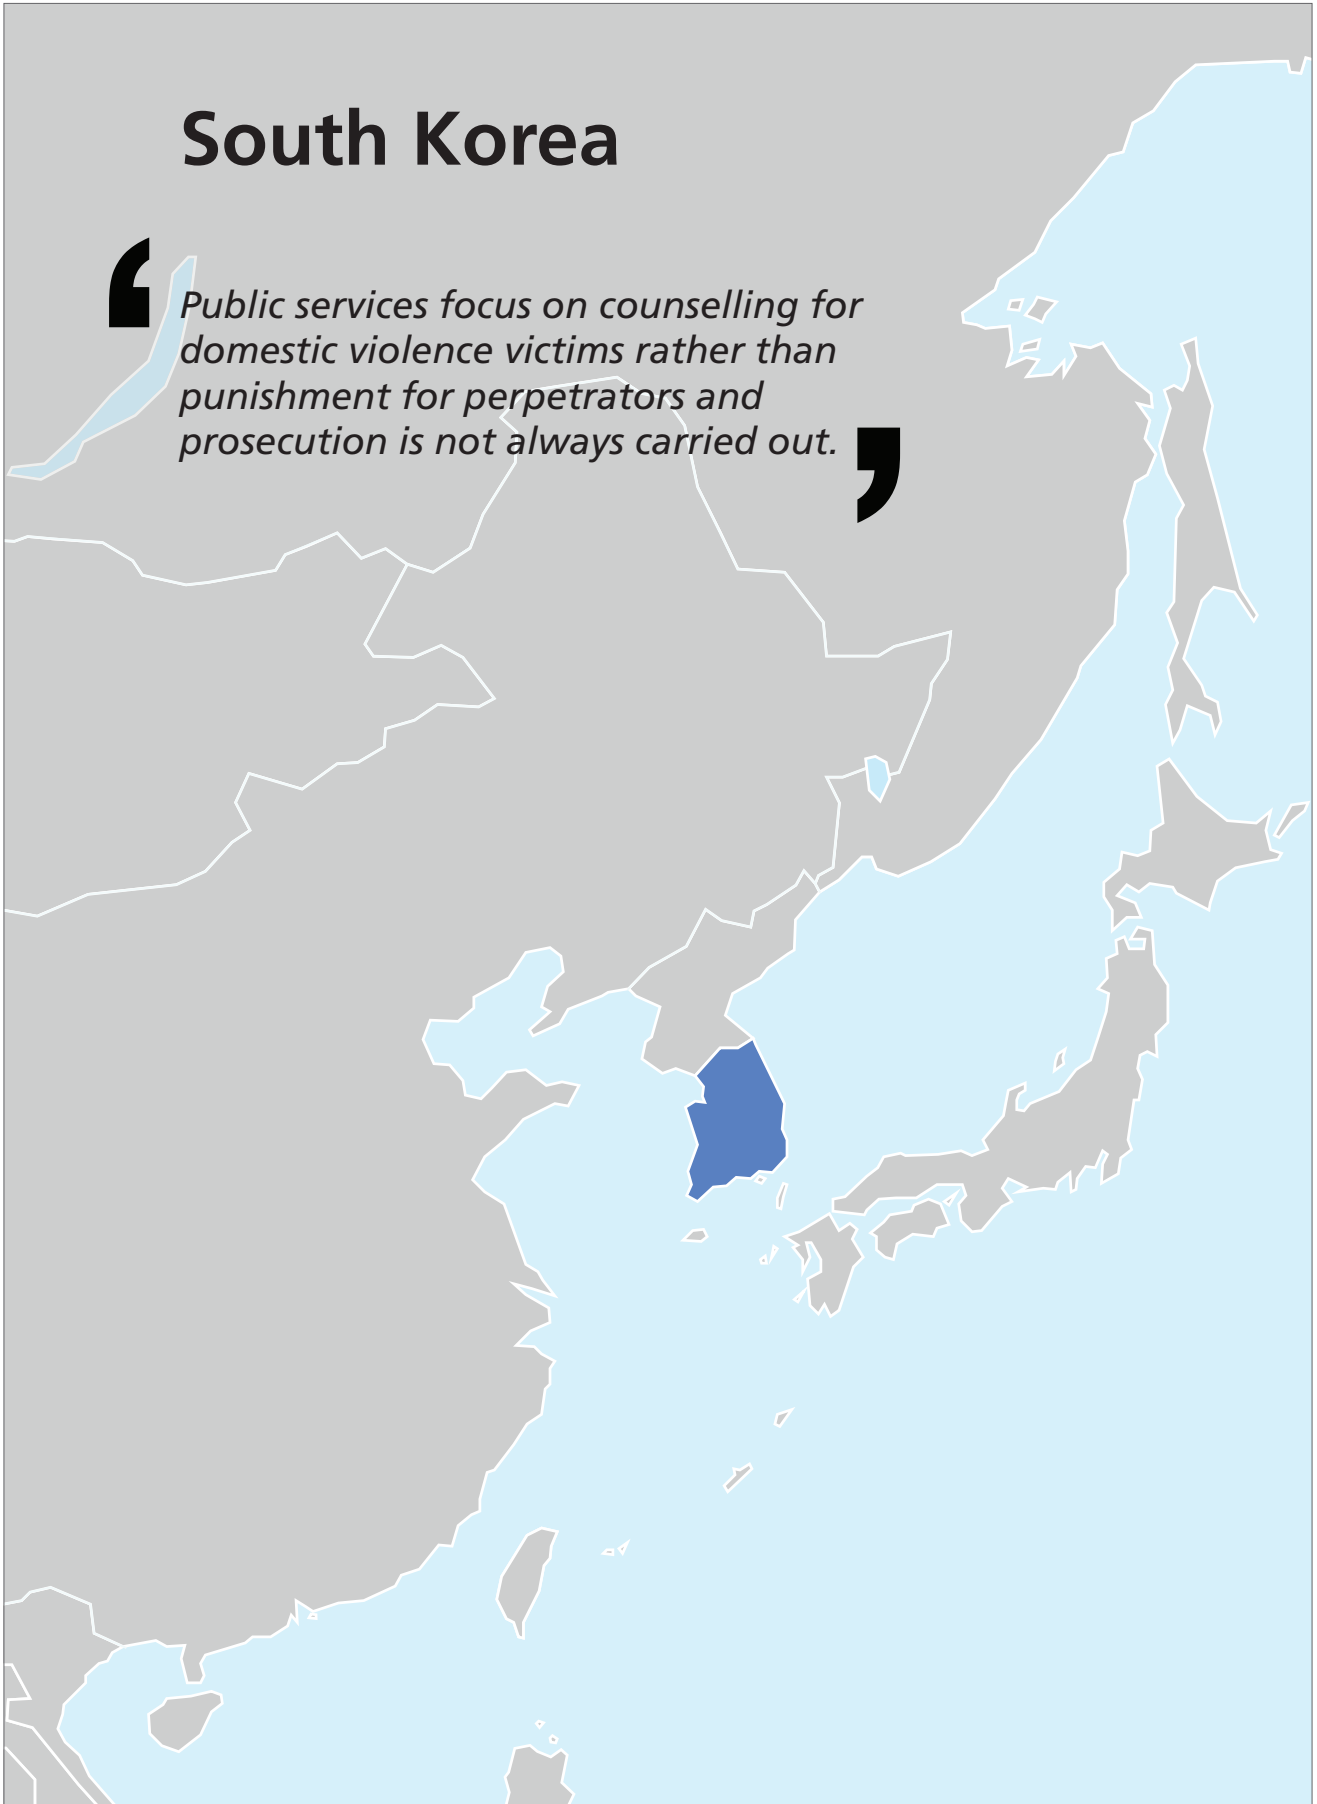 South Korea
‘
Public services focus on counselling for
domestic violence victims rather than
punishment for perpetrators and
prosecution is not always carried out.
’